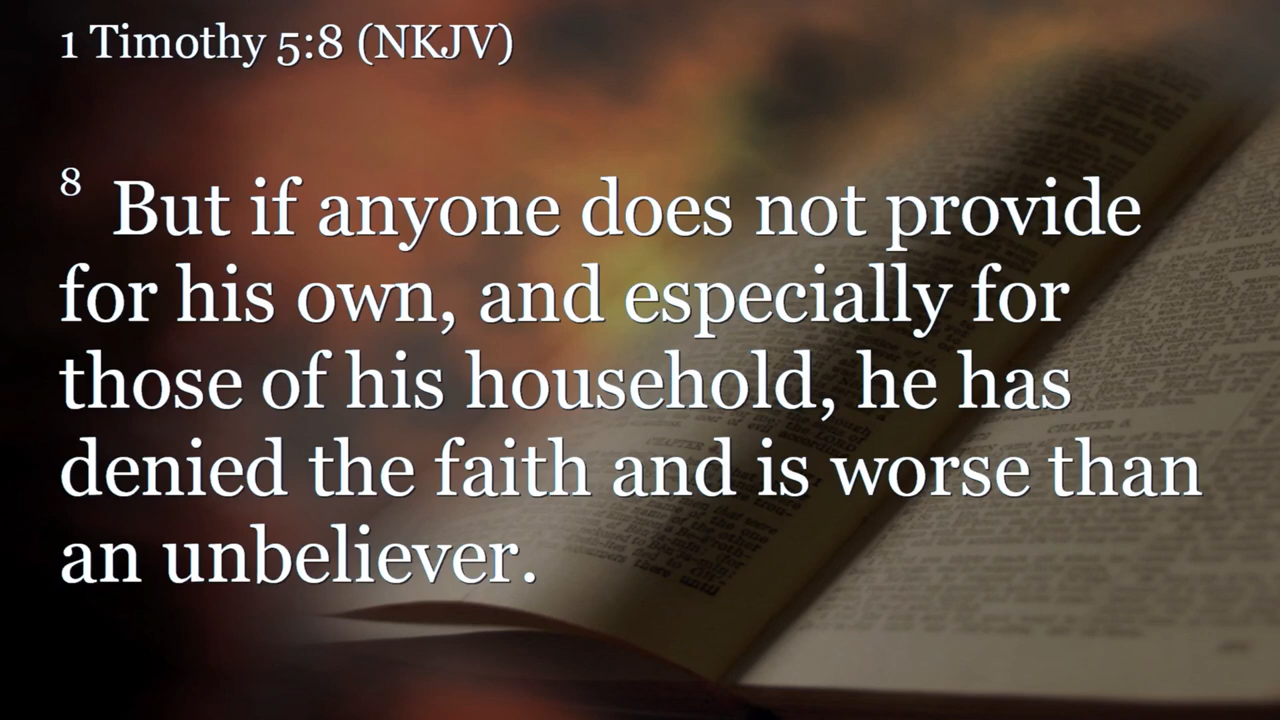 1 Timothy 5:8 (NKJV)
8 But if anyone does not provide
for his own, and especially for
those of his household, he has
denied the faith and is worse than
an unbeliever.